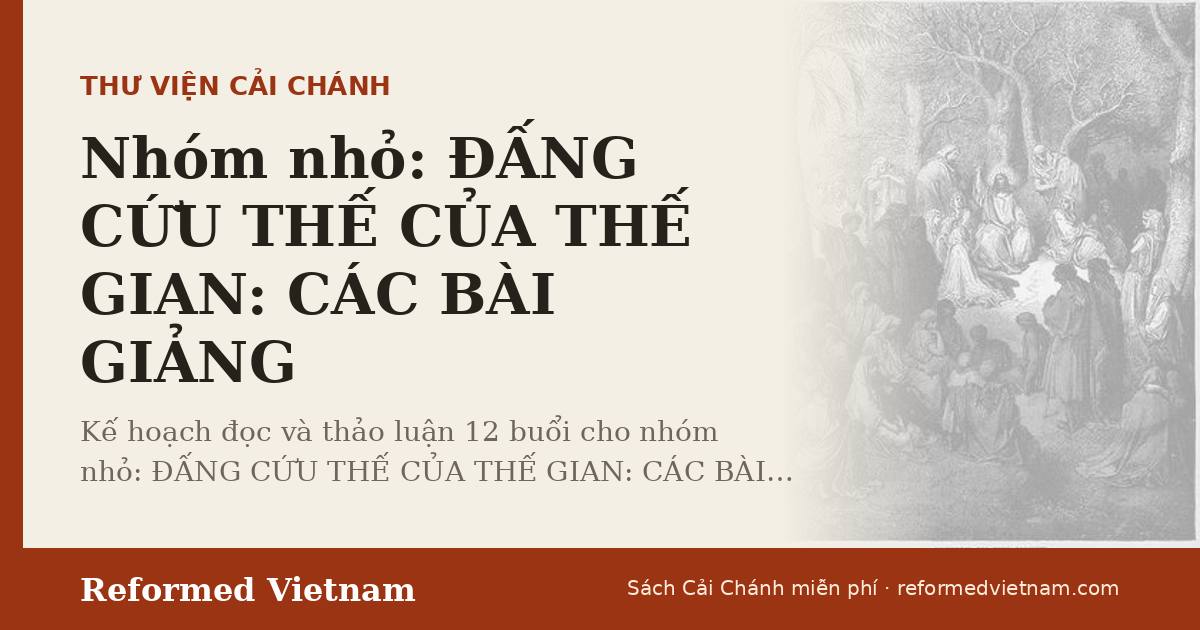 THƯ VIỆN CẢI CHÁNH
Nhóm nhỏ: ĐẤNG
CỨU THẾ CỦA THẾ
GIAN: CÁC BÀI
GIẢNG
Kế hoạch đọc và thảo luận 12 buổi cho nhóm
nhỏ: ĐẤNG CỨU THẾ CỦA THẾ GIAN: CÁC BÀI…
Reformed Vietnam
Sách Cải Chánh miễn phí · reformedvietnam.com